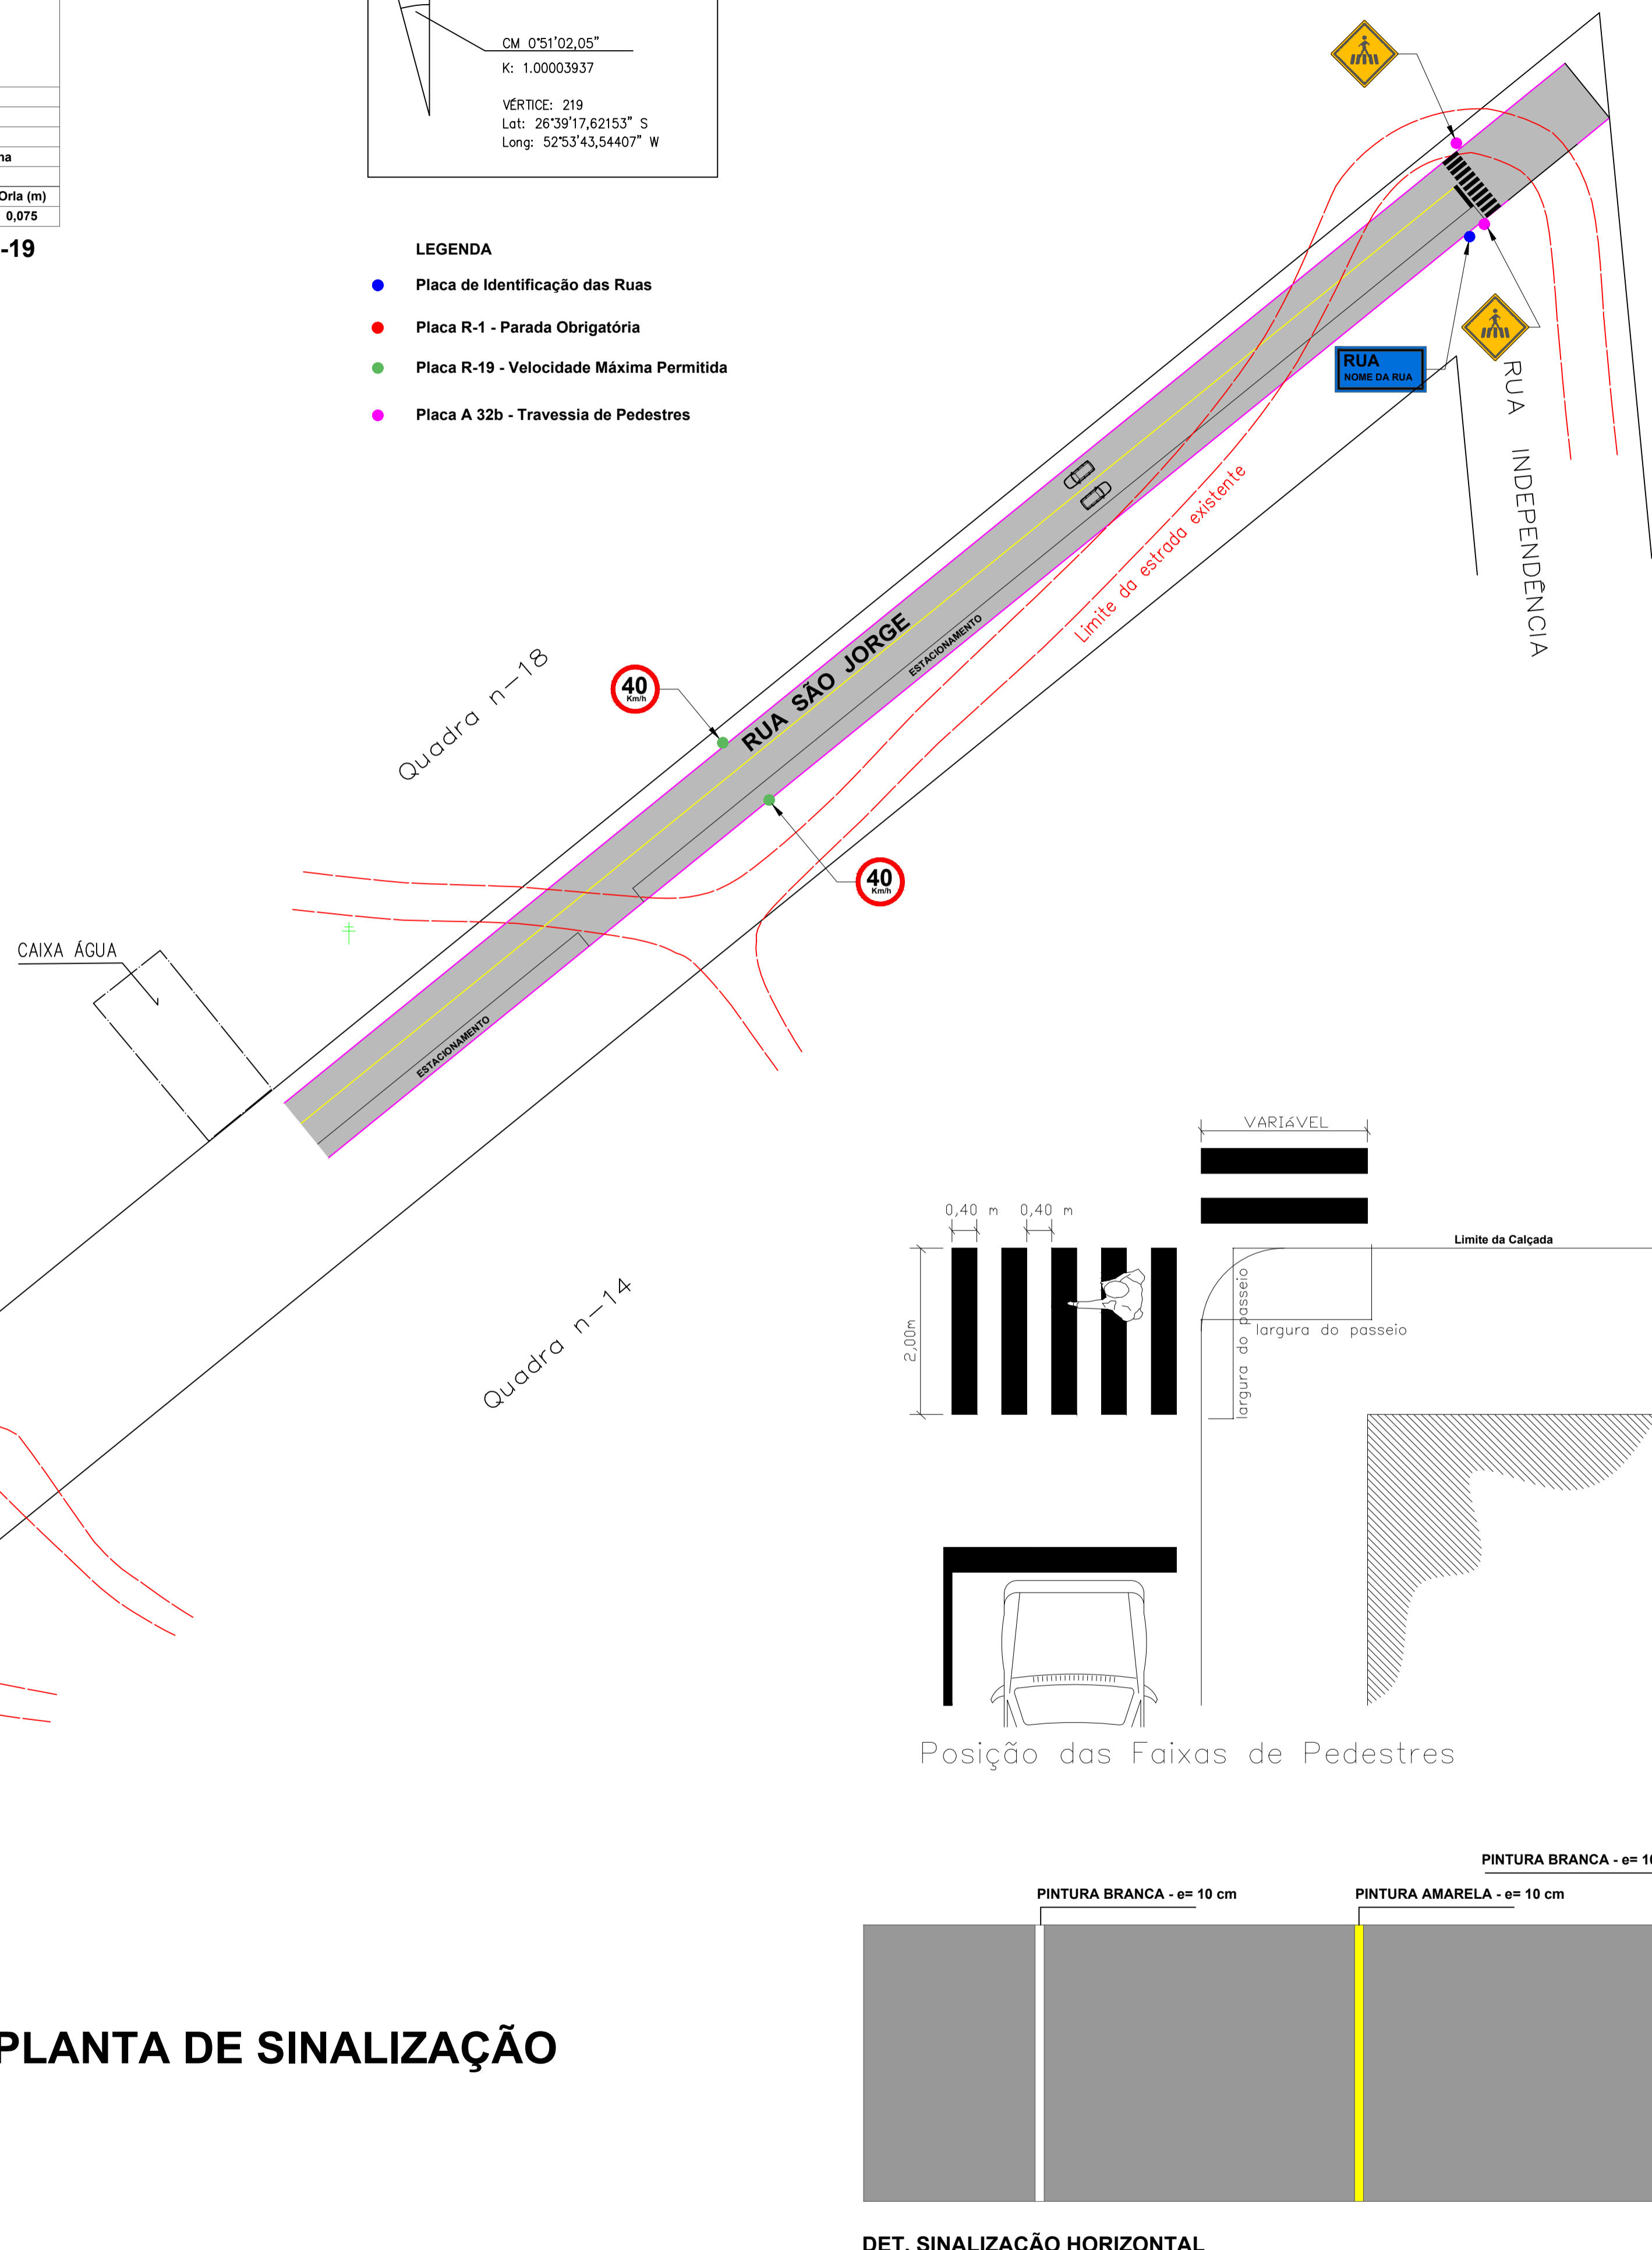 CM 0°51'02,05"
K: 1.00003937
VÉRTICE: 219
Lat: 26°39'17,62153" S
Long: 52°53'43,54407" W
na
Orla (m)
0,075
-19
LEGENDA
Placa de Identificação das Ruas
Placa R-1 - Parada Obrigatória
Placa R-19 - Velocidade Máxima Permitida
Placa A 32b - Travessia de Pedestres
RUA
NOME DA RUA
RUA INDEPENDÊNCIA
Limite da estrada existente
RUA SÃO JORGE
ESTACIONAMENTO
Quadra n-18
40
Km/h
40
Km/h
CAIXA ÁGUA
ESTACIONAMENTO
Quadra n-14
VARIáVEL
0,40 m
0,40 m
2,00m
Limite da Calçada
largura do passeio
largura do passeio
Posição das Faixas de Pedestres
PINTURA BRANCA - e= 10
PINTURA BRANCA - e= 10 cm
PINTURA AMARELA - e= 10 cm
PLANTA DE SINALIZAÇÃO
DET. SINALIZAÇÃO HORIZONTAL